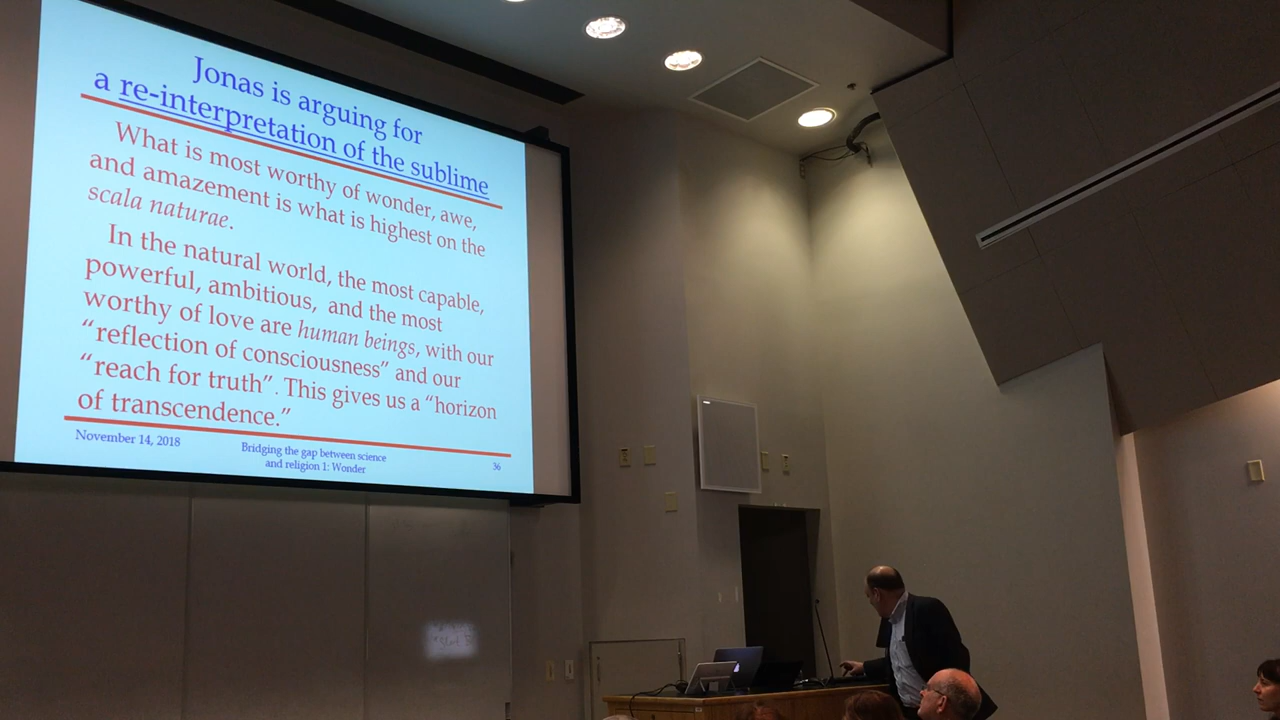 Jonas is arguing for
a re-interpretation of the sublime
What is most worthy of wonder, awe,
and amazement is what is highest on the
scala naturae.
In the natural world, the most capable,
powerful, ambitious, and the most
worthy of love are human beings, with our
“reflection of consciousness” and our
“reach for truth”. This gives us a “horizon
of transcendence.”
November 14, 2018
Bridging the gap between science
and religion 1: Wonder
36